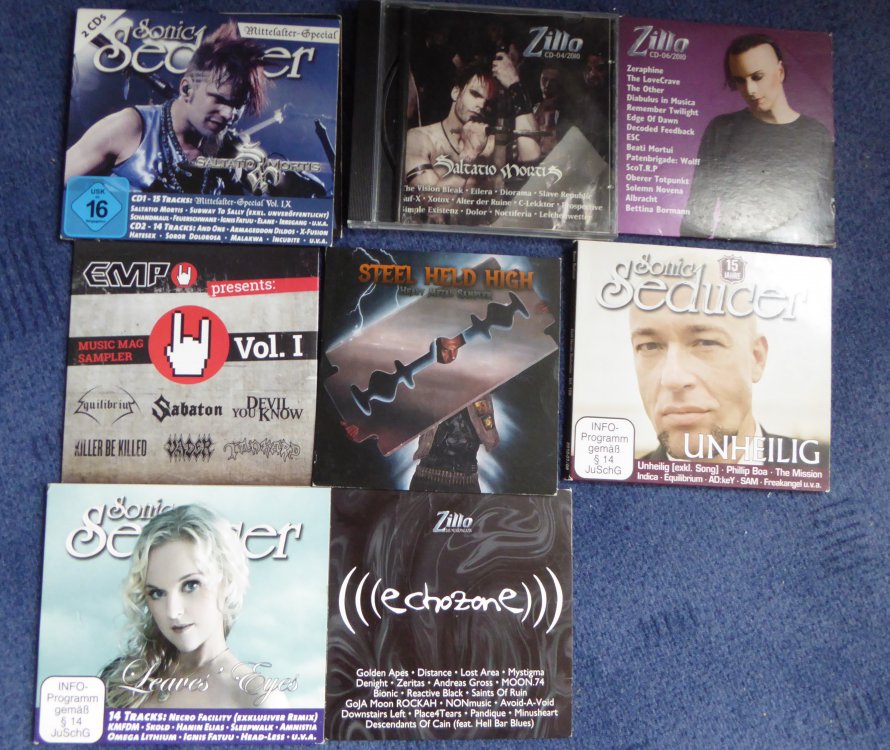 2 CDs
Sonic
Seducer
Mittelalter-Special
SALTATIO MORTIS
USK
ab
16
CD1 - 15 TRACKS: Mittelalter-Special Vol. IX
SALTATIO MORTIS · SUBWAY TO SALLY (EXKL. UNVERÖFFENTLICHT)
SCHANDMAUL · FEUERSCHWANZ · IGNIS FATUU · ELANE · IRREGANG · U.V.A.
CD2 - 14 TRACKS: AND ONE · ARMAGEDDON DILDOS · X-FUSION
HATESEX · SOROR DOLOROSA · MALAKWA · INCUBITE · U.V.A.
Zillo
CD-04/2010
Saltatio Mortis
The Vision Bleak · Eilera · Diorama · Slave Republic
Xotox · Alter der Ruine · C-Lekktor · Prospective
Existenz · Dolor · Noctiferia · Leichenwetter
Zillo
CD-06/2010
Zeraphine
The LoveCrave
The Other
Diabulus in Musica
Remember Twilight
Edge Of Dawn
Decoded Feedback
ESC
Beati Mortui
Patenbrigade: Wolff
ScoT.R.P
Oberer Totpunkt
Solemn Novena
Albracht
Bettina Bormann
EMP
presents:
MUSIC MAG
SAMPLER
Vol. I
Equilibrium
Sabaton
DEVIL
YOU KNOW
KILLER BE KILLED
VADER
TANKARD
STEEL HELD HIGH
HEAVY METAL SAMPLER
Sonic
Seducer
15
JAHRE
INFO-
Programm
gemäß
§ 14
JuSchG
UNHEILIG
Unheilig [exkl. Song] · Phillip Boa · The Mission
Indica · Equilibrium · AD:keY · SAM · Freakangel u.v.a.
Sonic
Seducer
Leaves' Eyes
INFO-
Programm
gemäß
§ 14
JuSchG
14 TRACKS: NECRO FACILITY (EXKLUSIVER REMIX)
KMFDM · SKOLD · HANIN ELIAS · SLEEPWALK · AMNISTIA
OMEGA LITHIUM · IGNIS FATUU · HEAD-LESS · U.V.A.
Zillo
(((echozone)))
Golden Apes · Distance · Lost Area · Mystigma
Denight · Zeritas · Andreas Gross · MOON.74
Bionic · Reactive Black · Saints Of Ruin
GoJA Moon ROCKAH · NONmusic · Avoid-A-Void
Downstairs Left · Place4Tears · Pandique · Minusheart
Descendants Of Cain (feat. Hell Bar Blues)